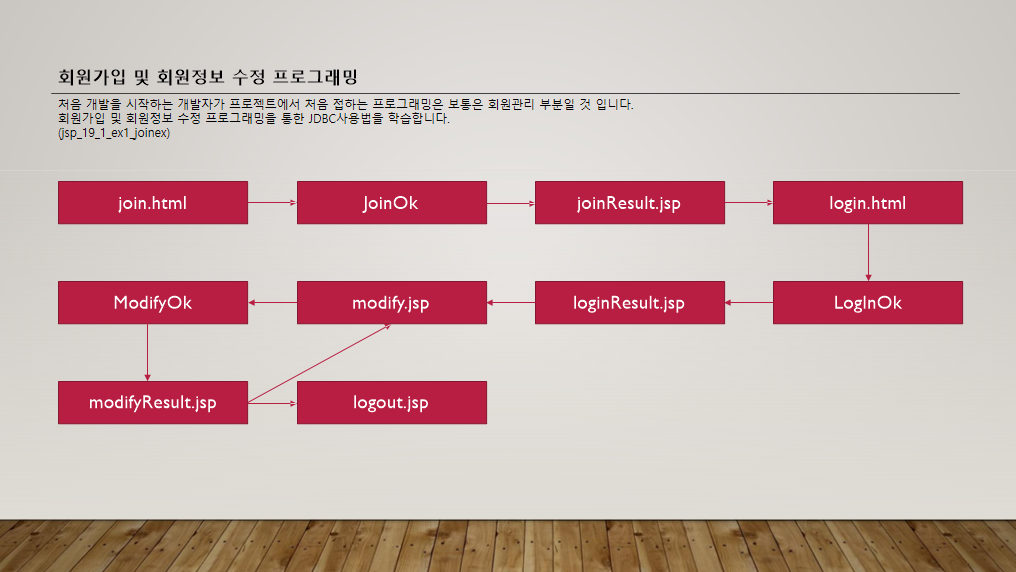 회원가입 및 회원정보 수정 프로그래밍
처음 개발을 시작하는 개발자가 프로젝트에서 처음 접하는 프로그래밍은 보통은 회원관리 부분일 것 입니다.
회원가입 및 회원정보 수정 프로그래밍을 통한 JDBC사용법을 학습합니다.
(jsp_19_1_ex1_joinex)
join.html
JoinOk
joinResult.jsp
login.html
ModifyOk
modify.jsp
loginResult.jsp
LogInOk
modifyResult.jsp
logout.jsp